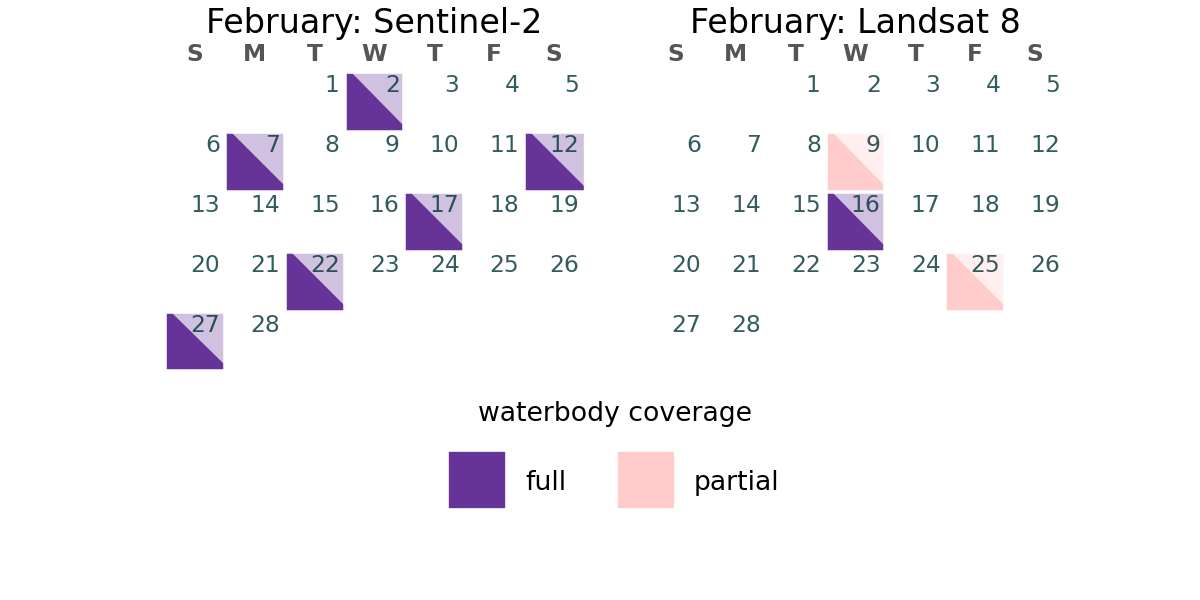 February: Sentinel-2
S M T W T F S
1 2 3 4 5
6 7 8 9 10 11 12
13 14 15 16 17 18 19
20 21 22 23 24 25 26
27 28
February: Landsat 8
S M T W T F S
1 2 3 4 5
6 7 8 9 10 11 12
13 14 15 16 17 18 19
20 21 22 23 24 25 26
27 28
waterbody coverage
full partial